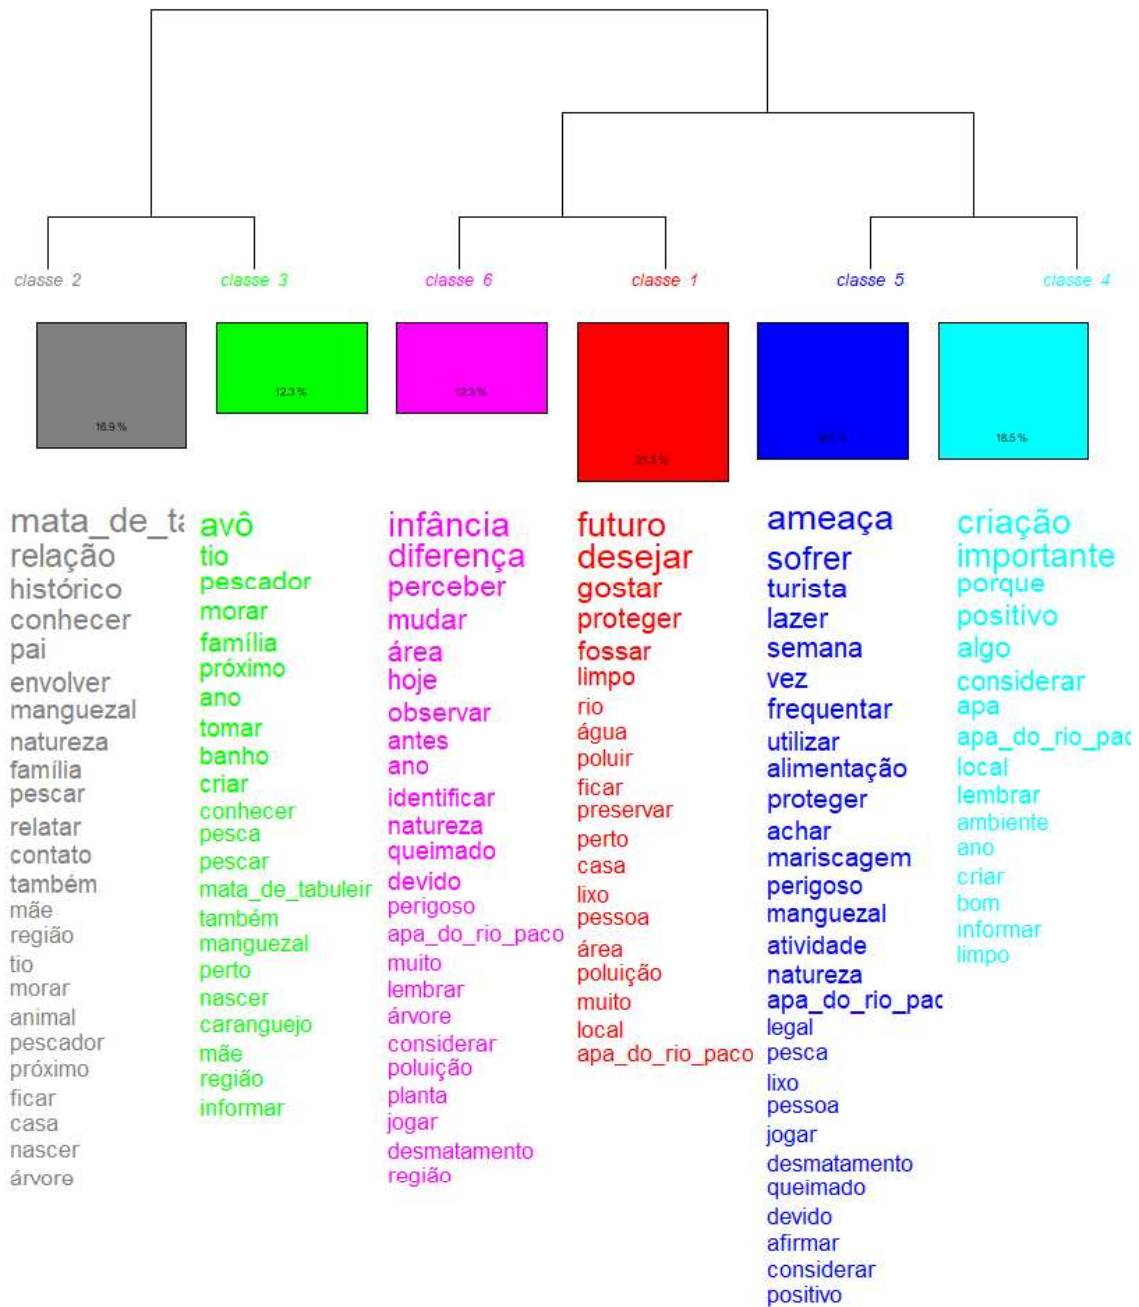 classe 2
classe 3
classe 6
classe 1
classe 5
classe 4
16.9 %
12.3 %
12.3 %
21.5 %
18.5 %
mata_de_ta
relação
histórico
conhecer
pai
envolver
manguezal
natureza
família
pescar
relatar
contato
também
mãe
região
tio
morar
animal
pescador
próximo
ficar
casa
nascer
árvore
avô
tio
pescador
morar
família
próximo
ano
tomar
banho
criar
conhecer
pesca
pescar
mata_de_tabuleir
também
manguezal
perto
nascer
caranguejo
mãe
região
informar
infância
diferença
perceber
mudar
área
hoje
observar
antes
ano
identificar
natureza
queimado
devido
perigoso
apa_do_rio_paco
muito
lembrar
árvore
considerar
poluição
planta
jogar
desmatamento
região
futuro
desejar
gostar
proteger
fossar
limpo
rio
água
poluir
ficar
preservar
perto
casa
lixo
pessoa
área
poluição
muito
local
apa_do_rio_paco
ameaça
sofrer
turista
lazer
semana
vez
frequentar
utilizar
alimentação
proteger
achar
mariscagem
perigoso
manguezal
atividade
natureza
apa_do_rio_pac
legal
pesca
lixo
pessoa
jogar
desmatamento
queimado
devido
afirmar
considerar
positivo
criação
importante
porque
positivo
algo
considerar
apa
apa_do_rio_pac
local
lembrar
ambiente
ano
criar
bom
informar
limpo